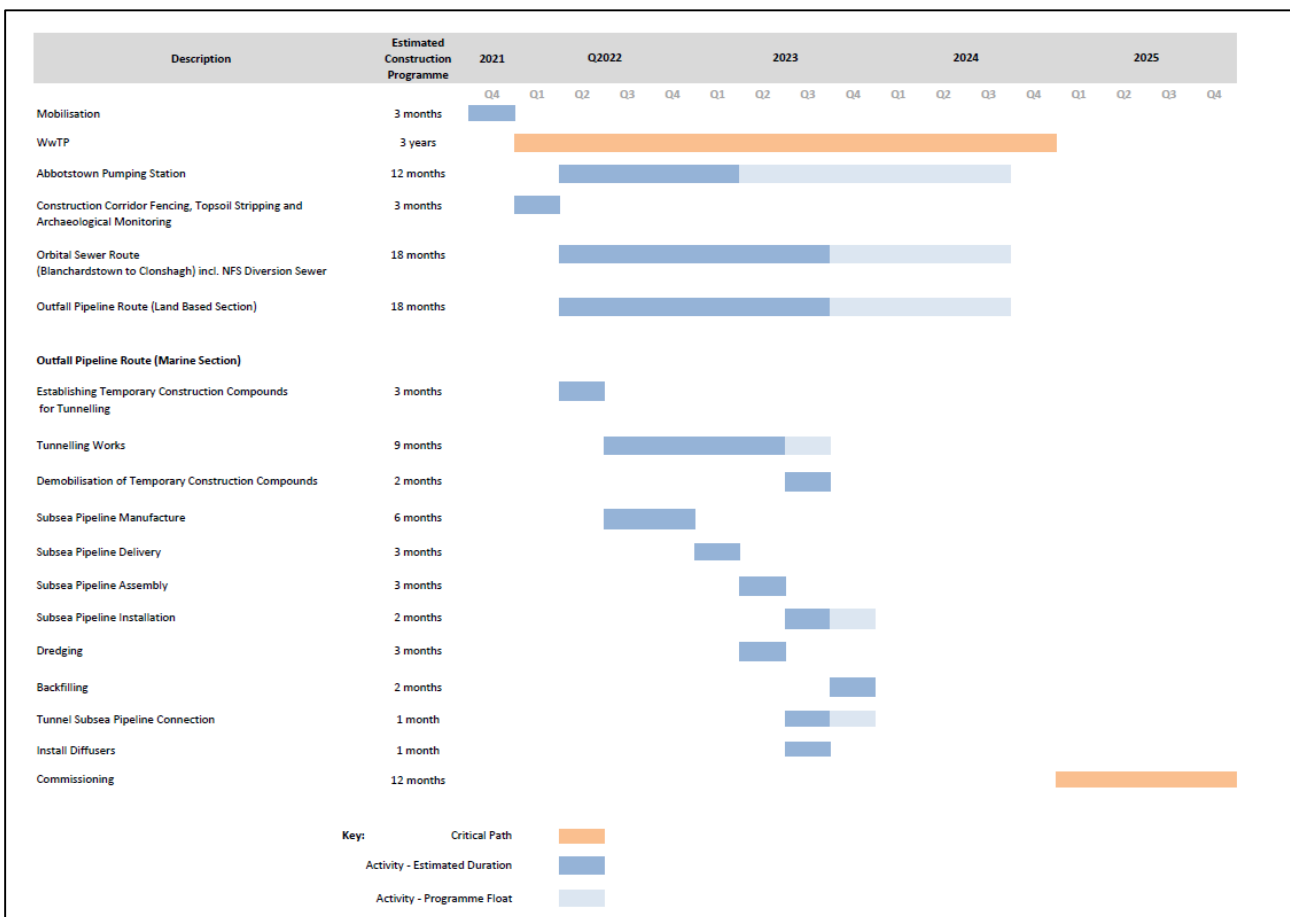 Description Estimated Construction Programme 2021 Q2022 2023 2024 2025
Q4 Q1 Q2 Q3 Q4 Q1 Q2 Q3 Q4 Q1 Q2 Q3 Q4 Q1 Q2 Q3 Q4
Mobilisation 3 months
WwTP 3 years
Abbotstown Pumping Station 12 months
Construction Corridor Fencing, Topsoil Stripping and 3 months
Archaeological Monitoring
Orbital Sewer Route 18 months
(Blanchardstown to Clonshagh) incl. NFS Diversion Sewer
Outfall Pipeline Route (Land Based Section) 18 months
Outfall Pipeline Route (Marine Section)
Establishing Temporary Construction Compounds 3 months
for Tunnelling
Tunnelling Works 9 months
Demobilisation of Temporary Construction Compounds 2 months
Subsea Pipeline Manufacture 6 months
Subsea Pipeline Delivery 3 months
Subsea Pipeline Assembly 3 months
Subsea Pipeline Installation 2 months
Dredging 3 months
Backfilling 2 months
Tunnel Subsea Pipeline Connection 1 month
Install Diffusers 1 month
Commissioning 12 months
Key: Critical Path
Activity - Estimated Duration
Activity - Programme Float